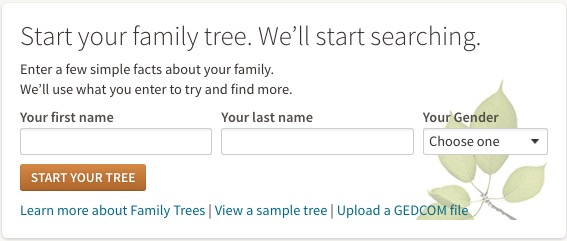 Start your family tree. We’ll start searching.
Enter a few simple facts about your family.
We’ll use what you enter to try and find more.
Your first name Your last name Your Gender
Choose one
START YOUR TREE
Learn more about Family Trees | View a sample tree | Upload a GEDCOM file